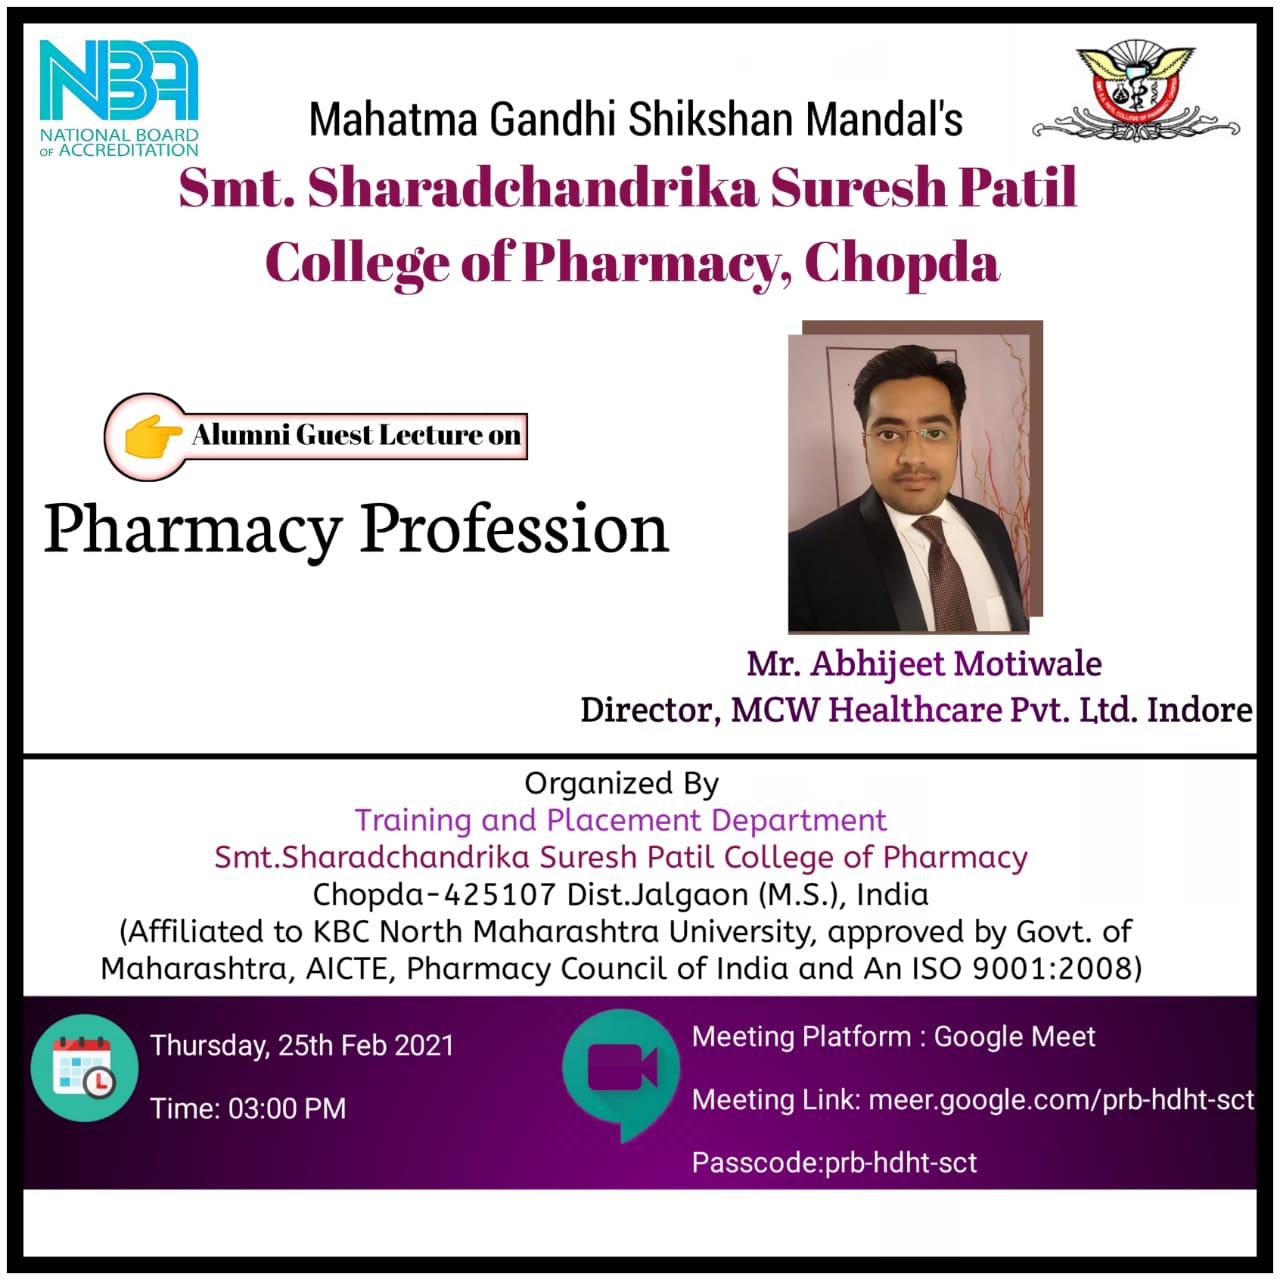 NBA
NATIONAL BOARD
OF ACCREDITATION
Mahatma Gandhi Shikshan Mandal's
Smt. Sharadchandrika Suresh Patil
College of Pharmacy, Chopda
Alumni Guest Lecture on
Pharmacy Profession
Mr. Abhijeet Motiwale
Director, MCW Healthcare Pvt. Ltd. Indore
Organized By
Training and Placement Department
Smt.Sharadchandrika Suresh Patil College of Pharmacy
Chopda-425107 Dist.Jalgaon (M.S.), India
(Affiliated to KBC North Maharashtra University, approved by Govt. of
Maharashtra, AICTE, Pharmacy Council of India and An ISO 9001:2008)
Thursday, 25th Feb 2021
Time: 03:00 PM
Meeting Platform : Google Meet
Meeting Link: meer.google.com/prb-hdht-sct
Passcode:prb-hdht-sct